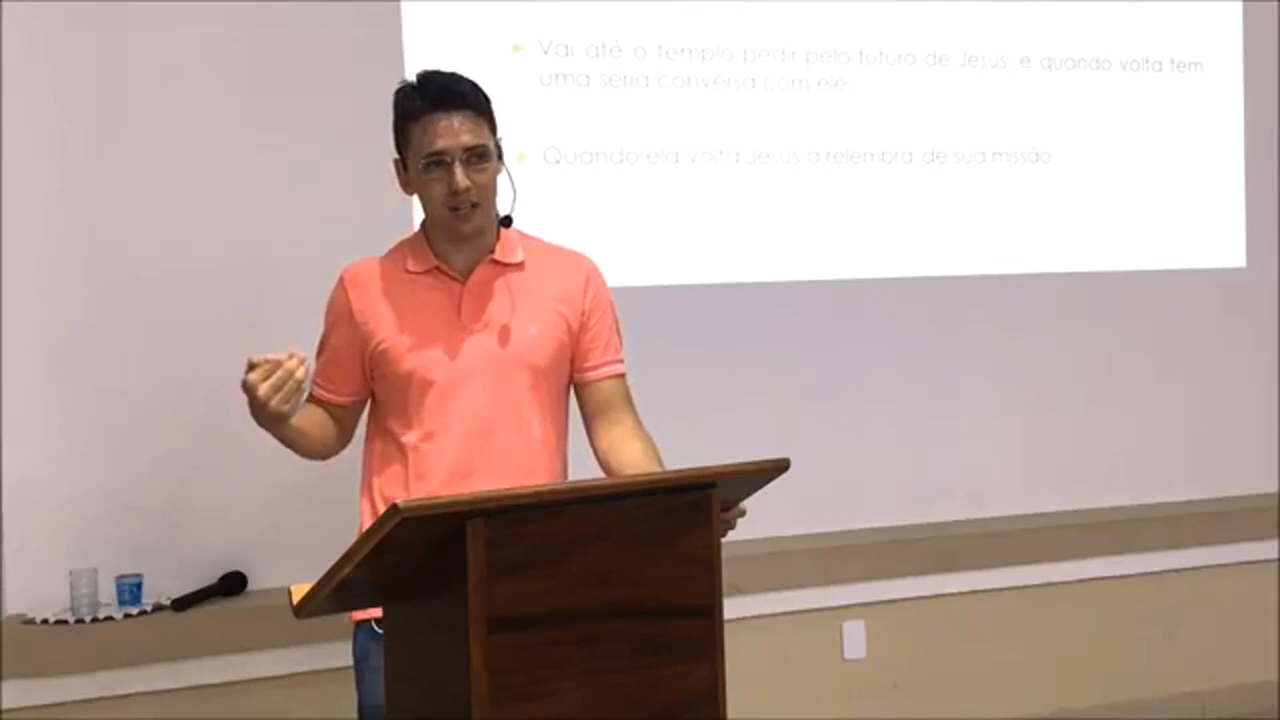 Vai até o templo pedir pelo futuro de Jesus, e quando volta tem
uma séria conversa com ele.
Quando ela volta Jesus a relembra de sua missão